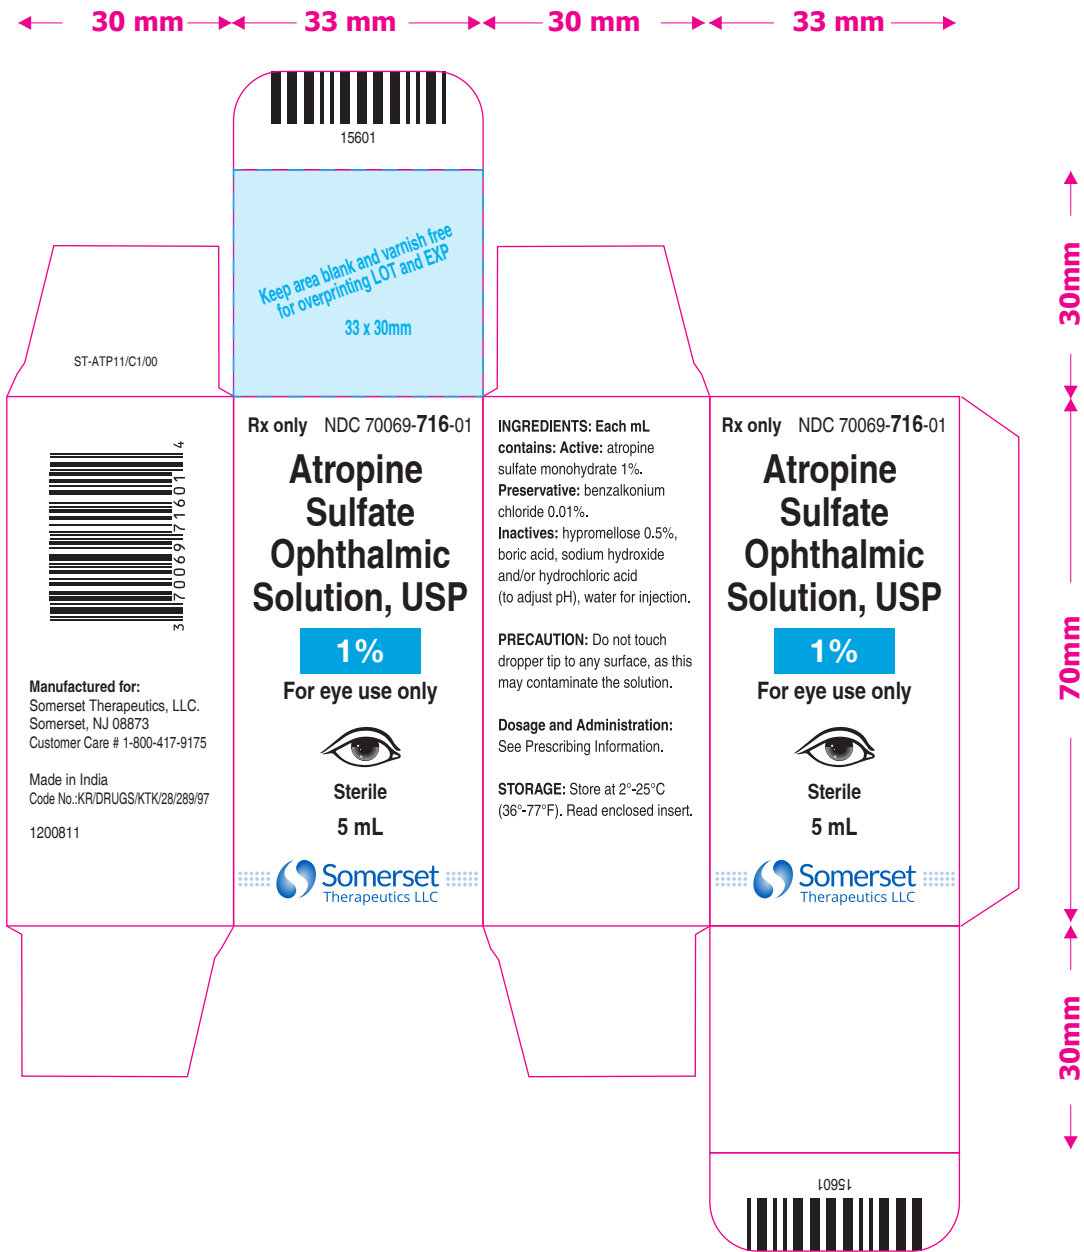 30 mm
33 mm
30 mm
33 mm
15601
Keep area blank and varnish free
for overprinting LOT and EXP
33 x 30mm
30mm
70mm
30mm
ST-ATP11/C1/00
3 70069 71601 4
Manufactured for:
Somerset Therapeutics, LLC.
Somerset, NJ 08873
Customer Care # 1-800-417-9175
Made in India
Code No.:KR/DRUGS/KTK/28/289/97
1200811
Rx only NDC 70069-716-01
Atropine
Sulfate
Ophthalmic
Solution, USP
1%
For eye use only
Sterile
5 mL
Somerset
Therapeutics LLC
INGREDIENTS: Each mL
contains: Active: atropine
sulfate monohydrate 1%.
Preservative: benzalkonium
chloride 0.01%.
Inactives: hypromellose 0.5%,
boric acid, sodium hydroxide
and/or hydrochloric acid
(to adjust pH), water for injection.
PRECAUTION: Do not touch
dropper tip to any surface, as this
may contaminate the solution.
Dosage and Administration:
See Prescribing Information.
STORAGE: Store at 2°-25°C
(36°-77°F). Read enclosed insert.
Rx only NDC 70069-716-01
Atropine
Sulfate
Ophthalmic
Solution, USP
1%
For eye use only
Sterile
5 mL
Somerset
Therapeutics LLC
15601